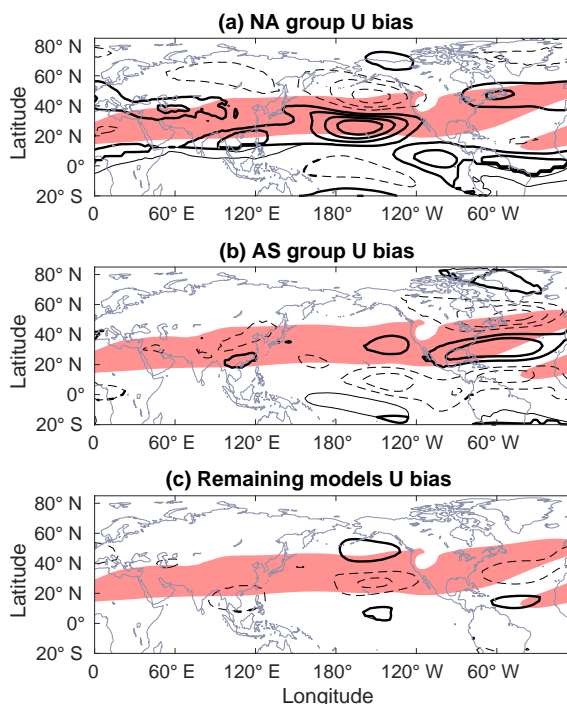 (a) NA group U bias
80° N
60° N
40° N
20° N
0°
20° S
Latitude
0 60° E 120° E 180° E 120° W 60° W
(b) AS group U bias
80° N
60° N
40° N
20° N
0°
20° S
Latitude
0 60° E 120° E 180° E 120° W 60° W
(c) Remaining models U bias
80° N
60° N
40° N
20° N
0°
20° S
Latitude
0 60° E 120° E 180° E 120° W 60° W
Longitude